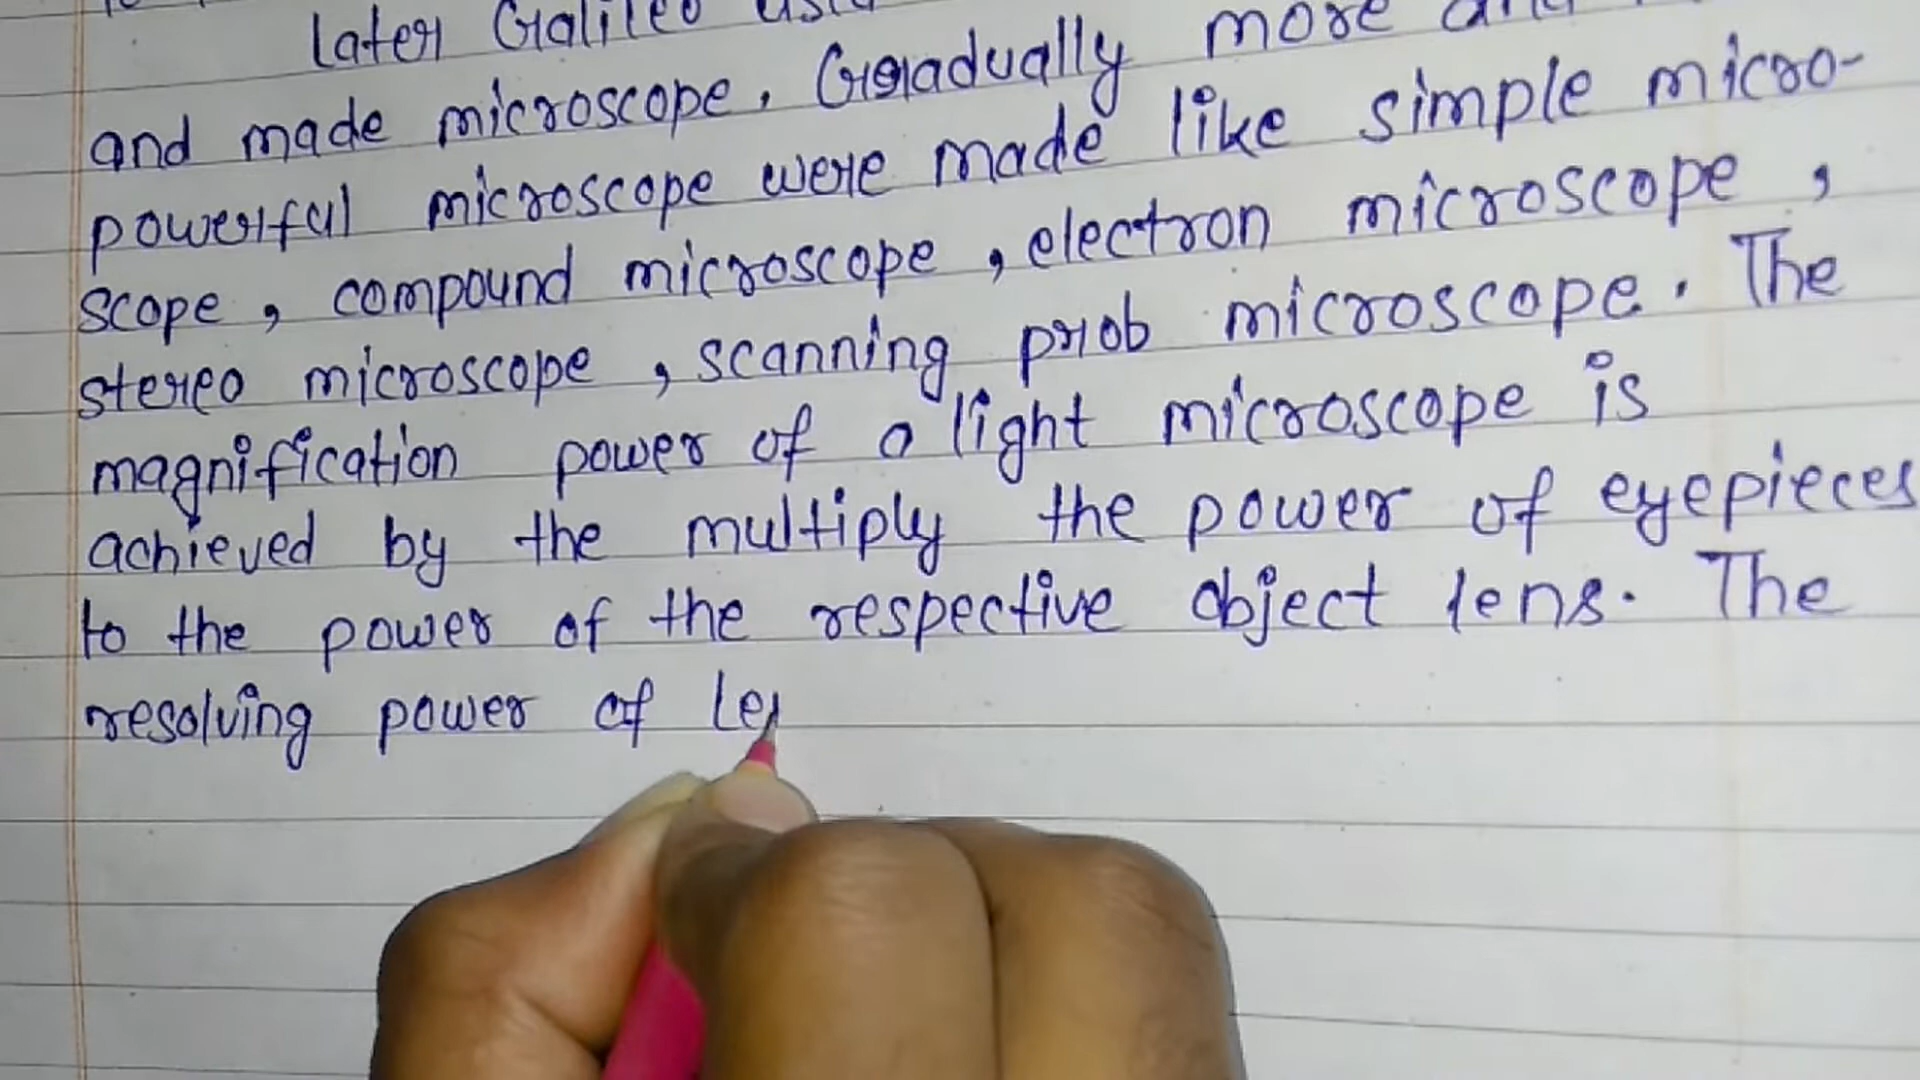 Later Galileo
and made microscope. Gradually more and
powerful microscope were made like simple micro-
scope, compound microscope, electron microscope,
stereo microscope, scanning prob microscope. The
magnification power of a light microscope is
achieved by the multiply the power of eyepieces
to the power of the respective object lens. The
resolving power of